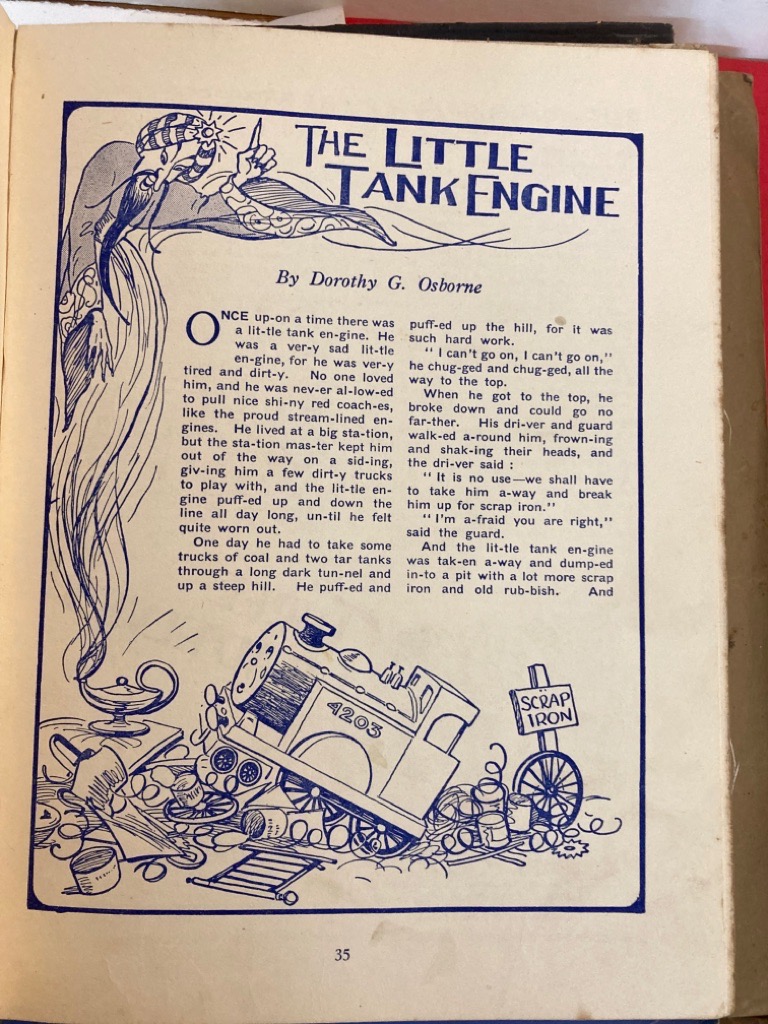 THE LITTLE
TANK ENGINE
By Dorothy G. Osborne
ONCE up-on a time there was
a lit-tle tank en-gine. He
was a ver-y sad lit-tle
en-gine, for he was ver-y
tired and dirt-y. No one loved
him, and he was nev-er al-low-ed
to pull nice shi-ny red coach-es,
like the proud stream-lined en-
gines. He lived at a big sta-tion,
but the sta-tion mas-ter kept him
out of the way on a sid-ing,
giv-ing him a few dirt-y trucks
to play with, and the lit-tle en-
gine puff-ed up and down the
line all day long, un-til he felt
quite worn out.
One day he had to take some
trucks of coal and two tar tanks
through a long dark tun-nel and
up a steep hill. He puff-ed and
puff-ed up the hill, for it was
such hard work.
" I can't go on, I can't go on,"
he chug-ged and chug-ged, all the
way to the top.
When he got to the top, he
broke down and could go no
far-ther. His dri-ver and guard
walk-ed a-round him, frown-ing
and shak-ing their heads, and
the dri-ver said :
" It is no use—we shall have
to take him a-way and break
him up for scrap iron."
" I'm a-fraid you are right,"
said the guard.
And the lit-tle tank en-gine
was tak-en a-way and dump-ed
in-to a pit with a lot more scrap
iron and old rub-bish. And
4203
SCRAP
IRON
35